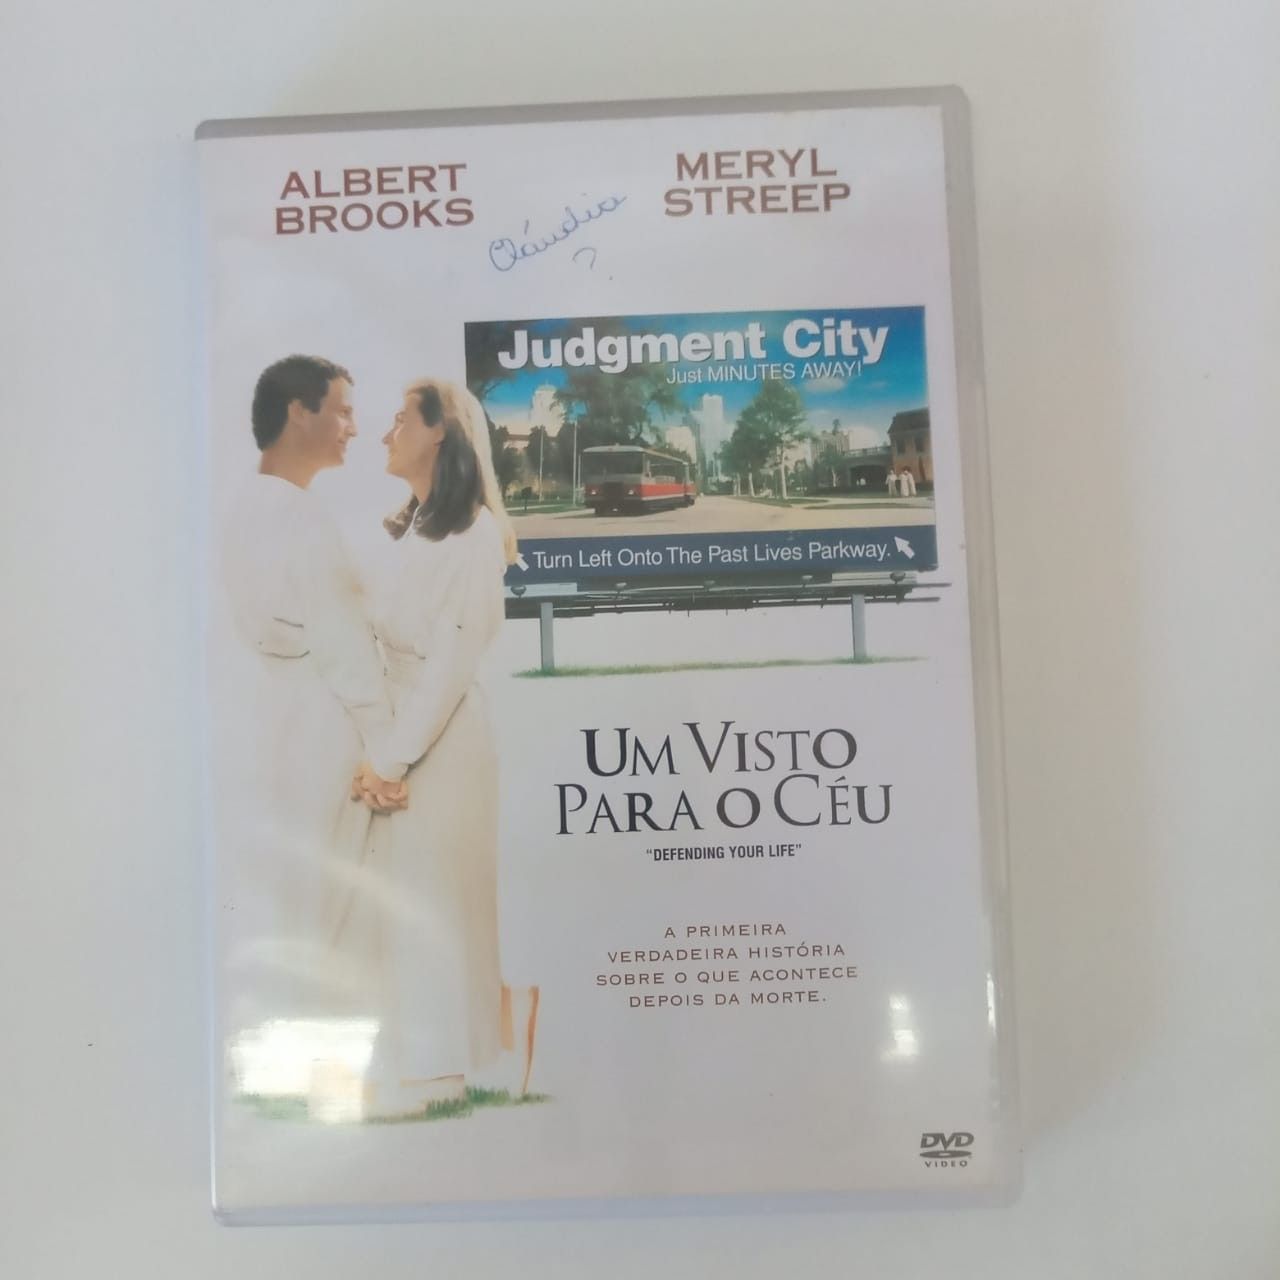 ALBERT
BROOKS
MERYL
STREEP
Cláudia
?
Judgment City
Just MINUTES AWAY!
Turn Left Onto The Past Lives Parkway.
UM VISTO
PARA O CÉU
"DEFENDING YOUR LIFE"
A PRIMEIRA
VERDADEIRA HISTÓRIA
SOBRE O QUE ACONTECE
DEPOIS DA MORTE.
DVD
VIDEO